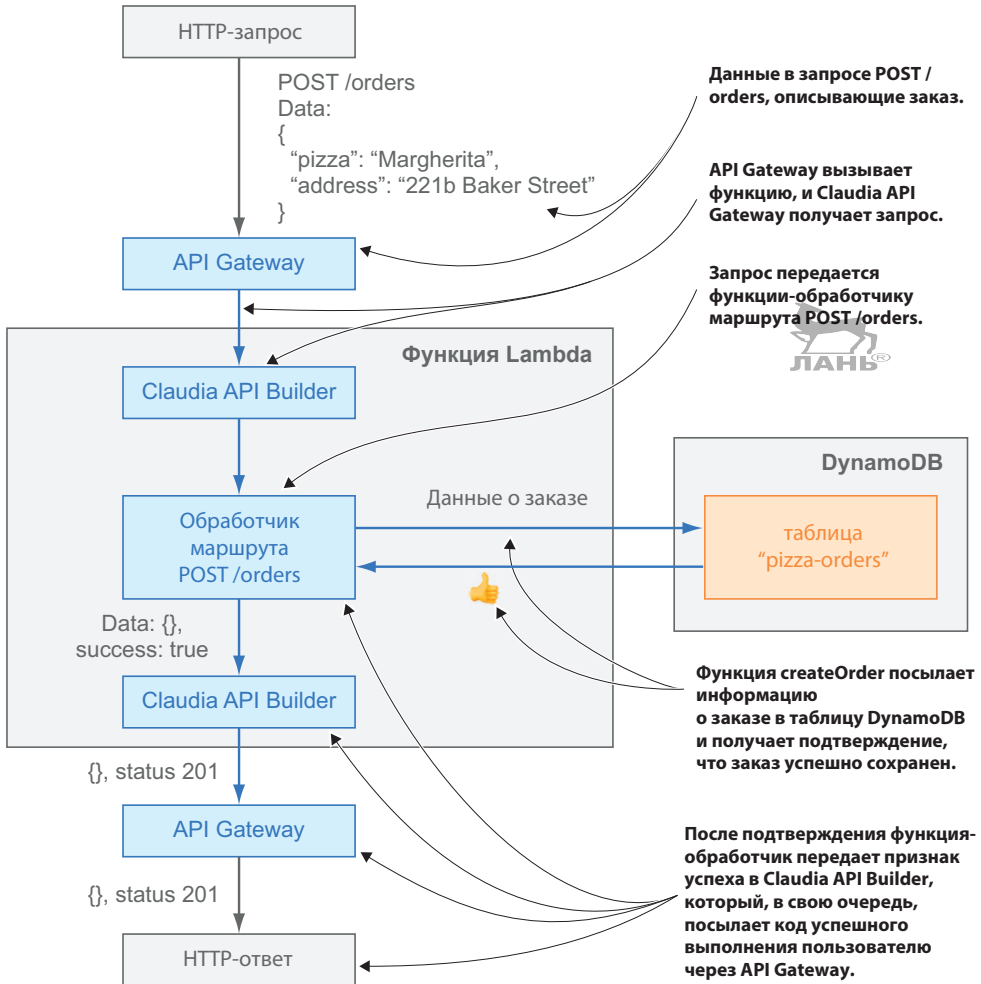 HTTP-запрос
POST /orders
Data:
{
“pizza”: “Margherita”,
“address”: “221b Baker Street”
}
Данные в запросе POST /
orders, описывающие заказ.
API Gateway вызывает
функцию, и Claudia API
Gateway получает запрос.
API Gateway
Запрос передается
функции-обработчику
маршрута POST /orders.
ЛАНЬ®
Функция Lambda
Claudia API Builder
DynamoDB
Данные о заказе
Обработчик
маршрута
POST /orders
таблица
“pizza-orders”
Data: {},
success: true
Функция createOrder посылает
информацию
о заказе в таблицу DynamoDB
и получает подтверждение,
что заказ успешно сохранен.
Claudia API Builder
{}, status 201
API Gateway
После подтверждения функция-
обработчик передает признак
успеха в Claudia API Builder,
который, в свою очередь,
посылает код успешного
выполнения пользователю
через API Gateway.
{}, status 201
HTTP-ответ